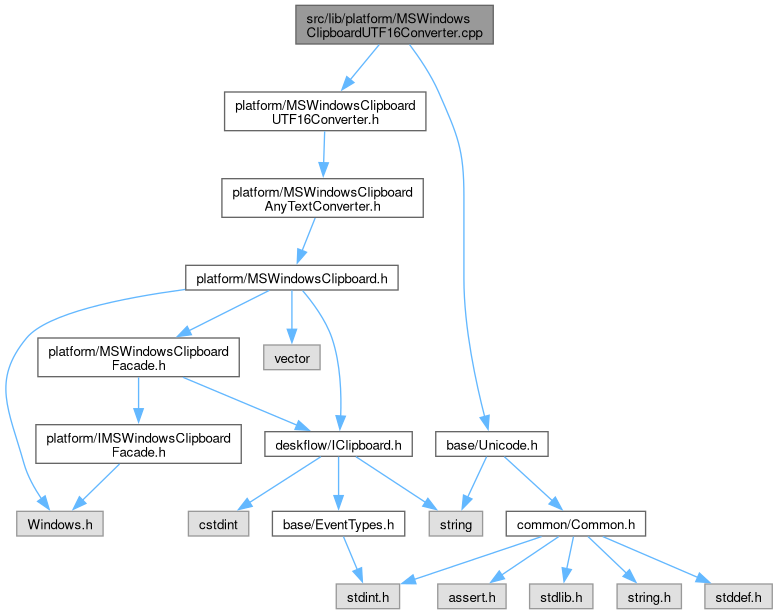 src/lib/platform/MSWindows
ClipboardUTF16Converter.cpp
platform/MSWindowsClipboard
UTF16Converter.h
platform/MSWindowsClipboard
AnyTextConverter.h
platform/MSWindowsClipboard.h
platform/MSWindowsClipboard
Facade.h
vector
platform/IMSWindowsClipboard
Facade.h
deskflow/IClipboard.h
base/Unicode.h
Windows.h
cstdint
base/EventTypes.h
string
common/Common.h
stdint.h
assert.h
stdlib.h
string.h
stddef.h